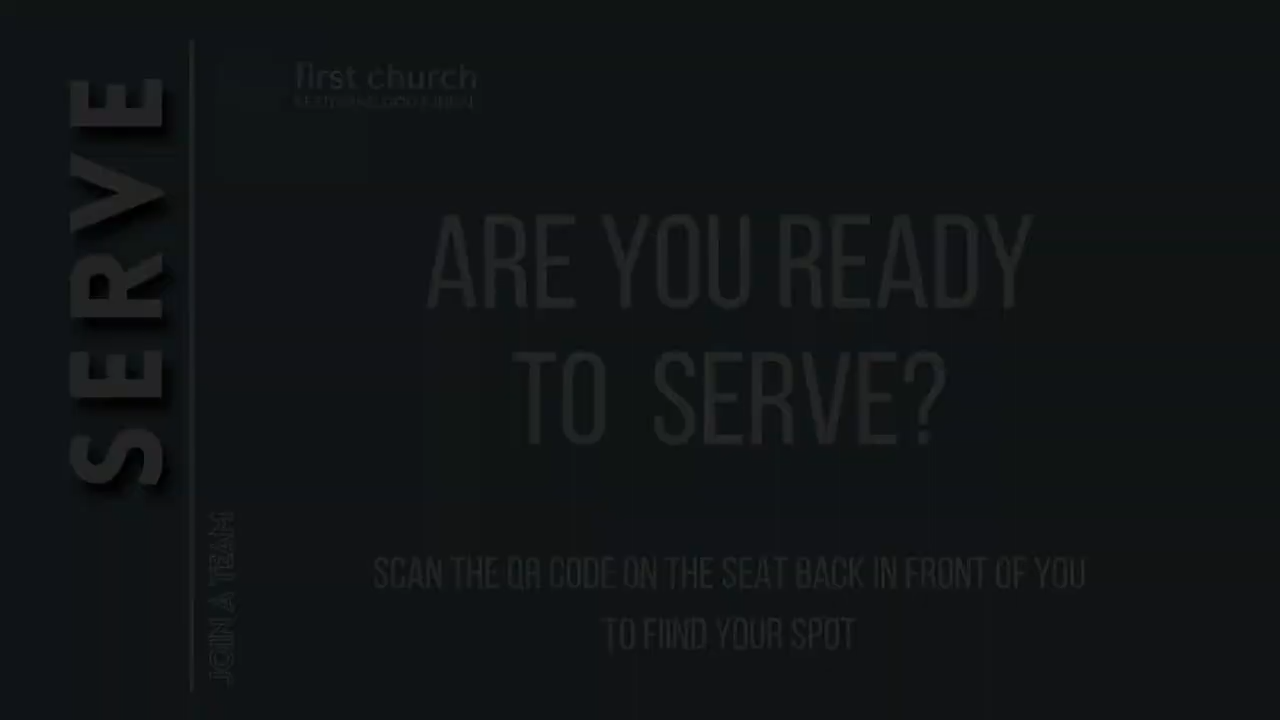 SERVE
JOIN A TEAM
first church
ARE YOU READY
TO SERVE?
SCAN THE QR CODE ON THE SEAT BACK IN FRONT OF YOU
TO FIIND YOUR SPOT